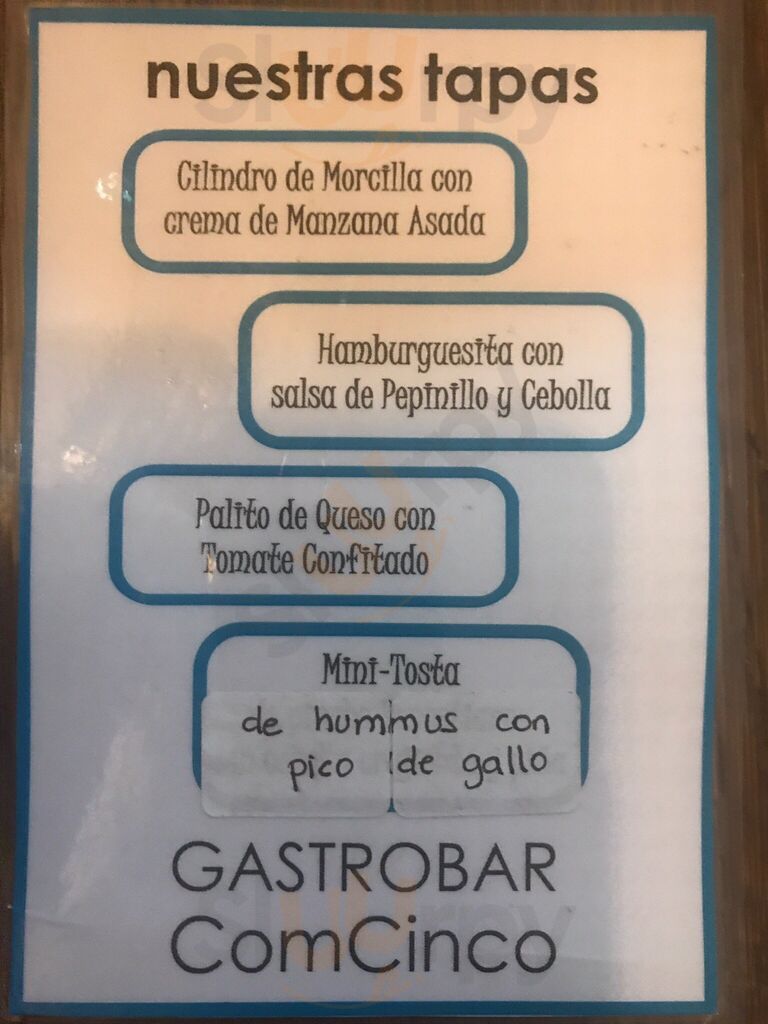 nuestras tapas
Cilindro de Morcilla con
crema de Manzana Asada
Hamburguesita con
salsa de Pepinillo y Cebolla
Palito de Queso con
Tomate Confitado
Mini-Tosta
de hummus con
pico de gallo
GASTROBAR
ComCinco